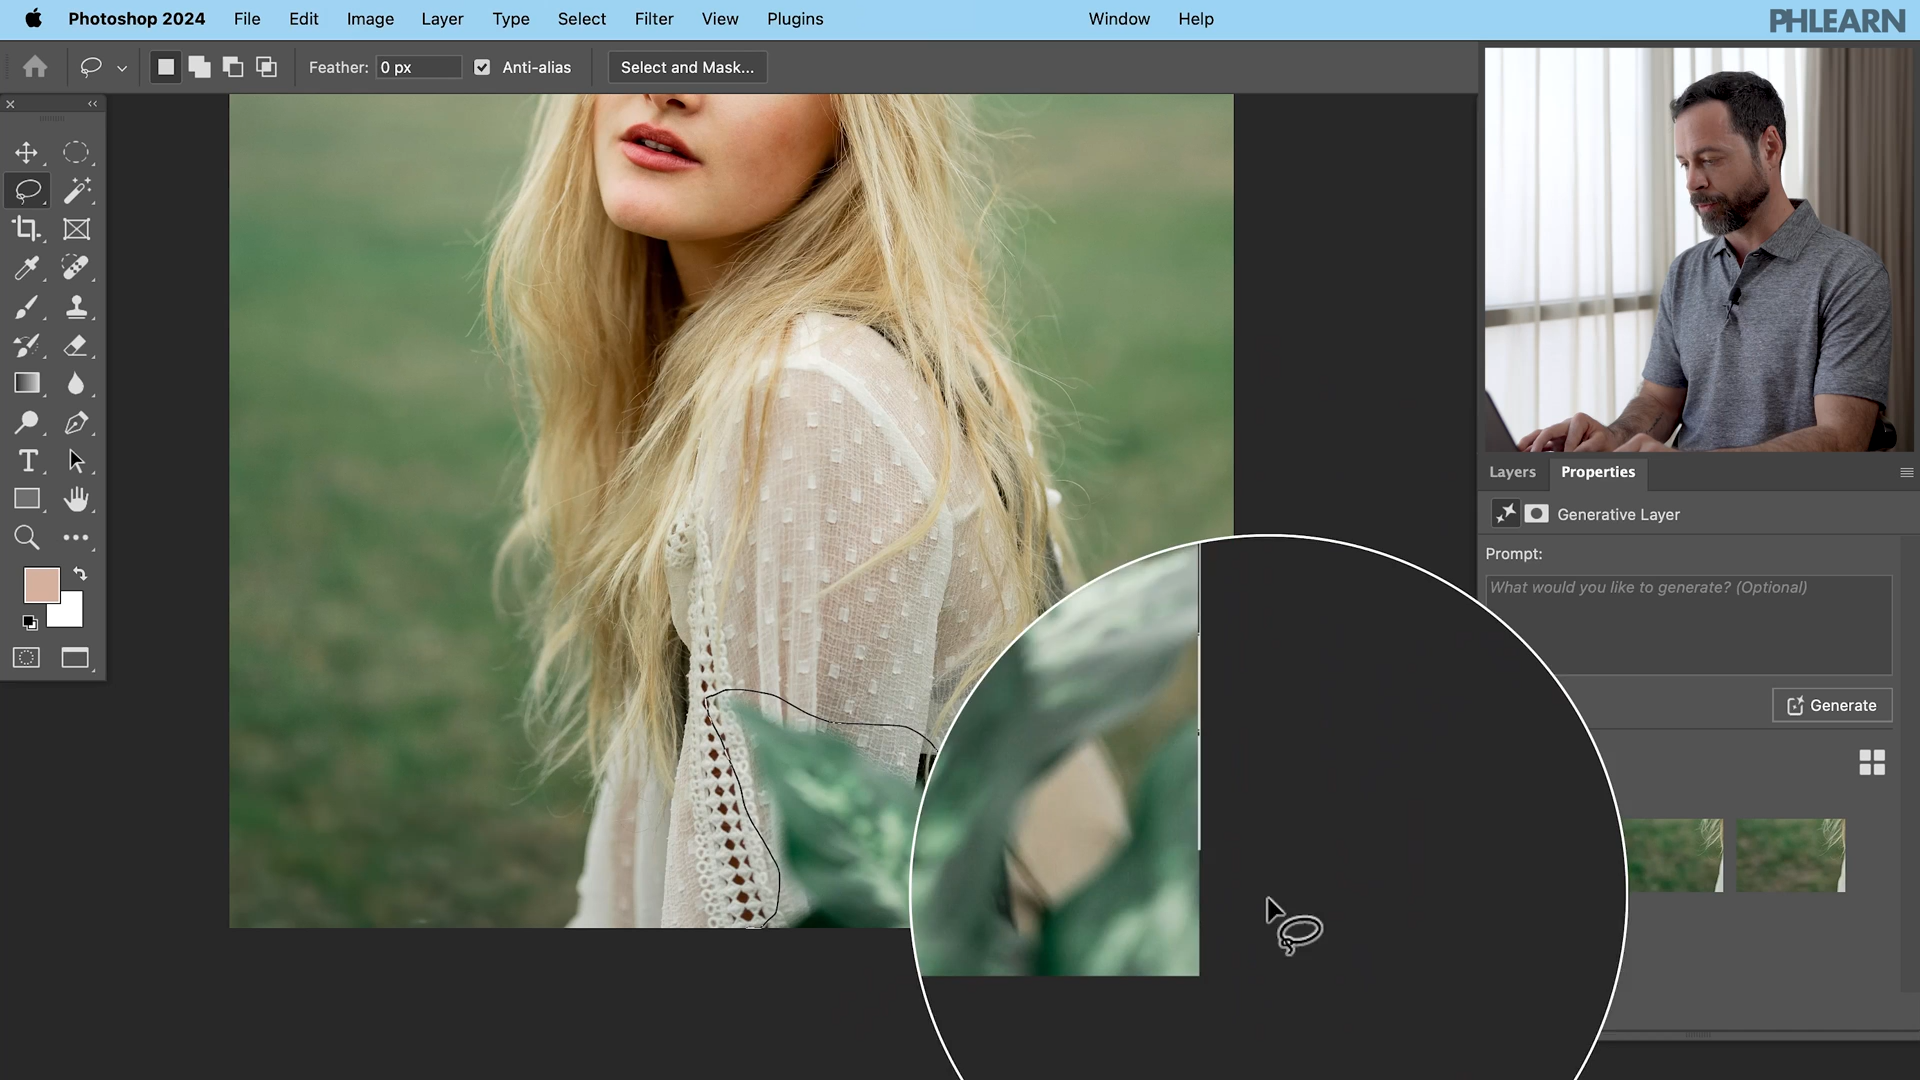 Photoshop 2024 File Edit Image Layer Type Select Filter View Plugins Window Help
PHLEARN
Feather: 0 px Anti-alias Select and Mask...
Layers Properties
Generative Layer
Prompt:
What would you like to generate? (Optional)
Generate